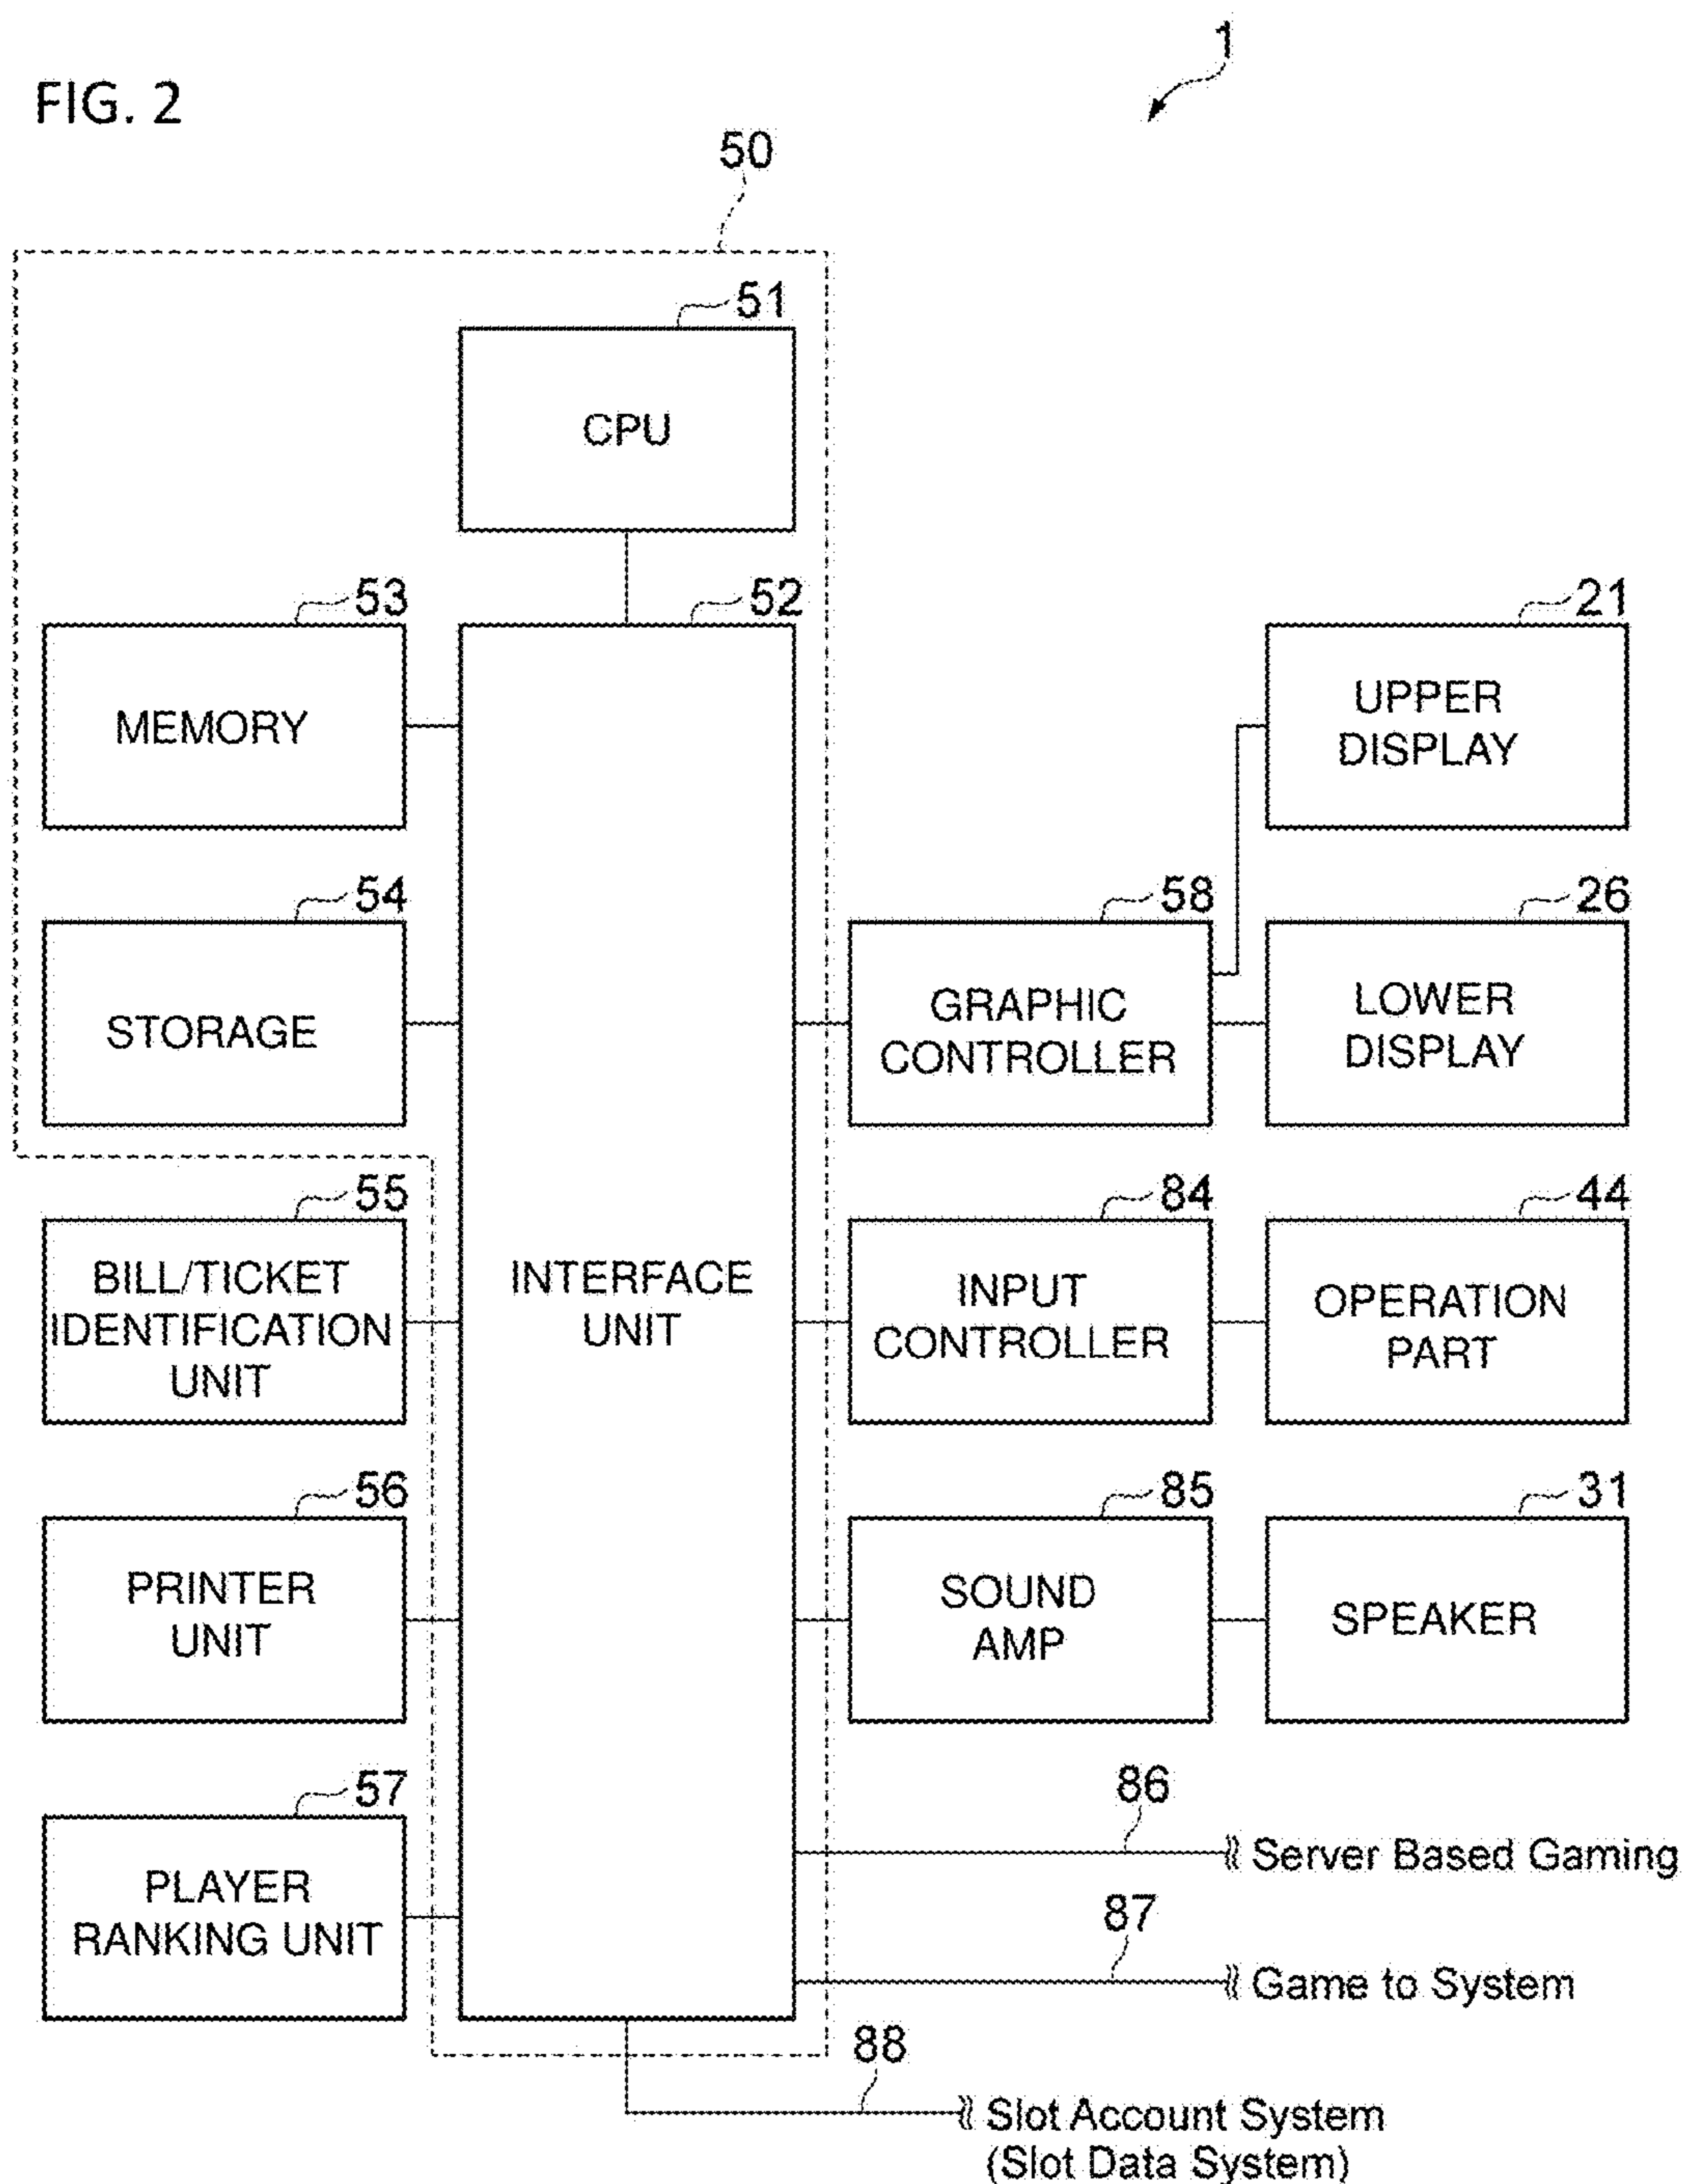 1
FIG. 2
50
51
CPU
53
52
21
MEMORY
UPPER
DISPLAY
54
58
26
STORAGE
GRAPHIC
CONTROLLER
LOWER
DISPLAY
55
84
44
BILL/TICKET
IDENTIFICATION
UNIT
INTERFACE
UNIT
INPUT
CONTROLLER
OPERATION
PART
56
85
31
PRINTER
UNIT
SOUND
AMP
SPEAKER
57
86
PLAYER
RANKING UNIT
Server Based Gaming
87
Game to System
88
Slot Account System
(Slot Data System)